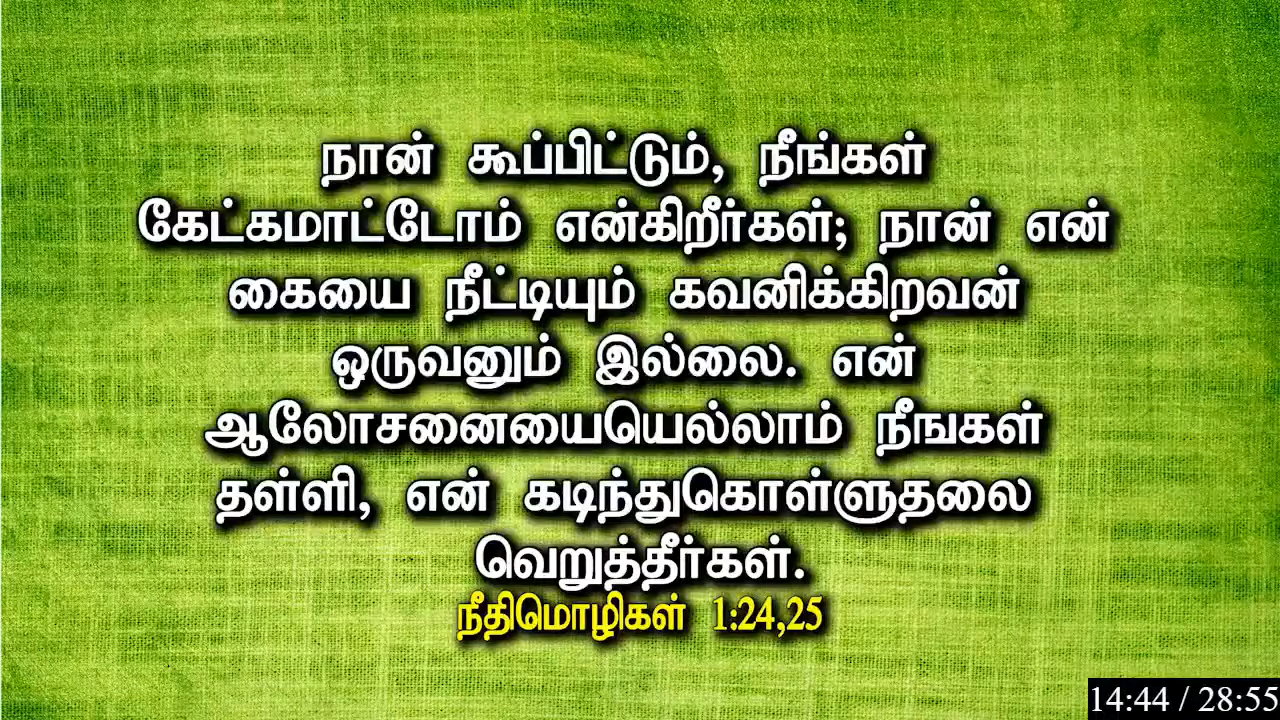 நான் கூப்பிட்டும், நீங்கள்
கேட்கமாட்டோம் என்கிறீர்கள்; நான் என்
கையை நீட்டியும் கவனிக்கிறவன்
ஒருவனும் இல்லை. என்
ஆலோசனையையெல்லாம் நீஙகள்
தள்ளி, என் கடிந்துகொள்ளுதலை
வெறுத்தீர்கள்.
நீதிமொழிகள் 1:24,25
14:44 / 28:55